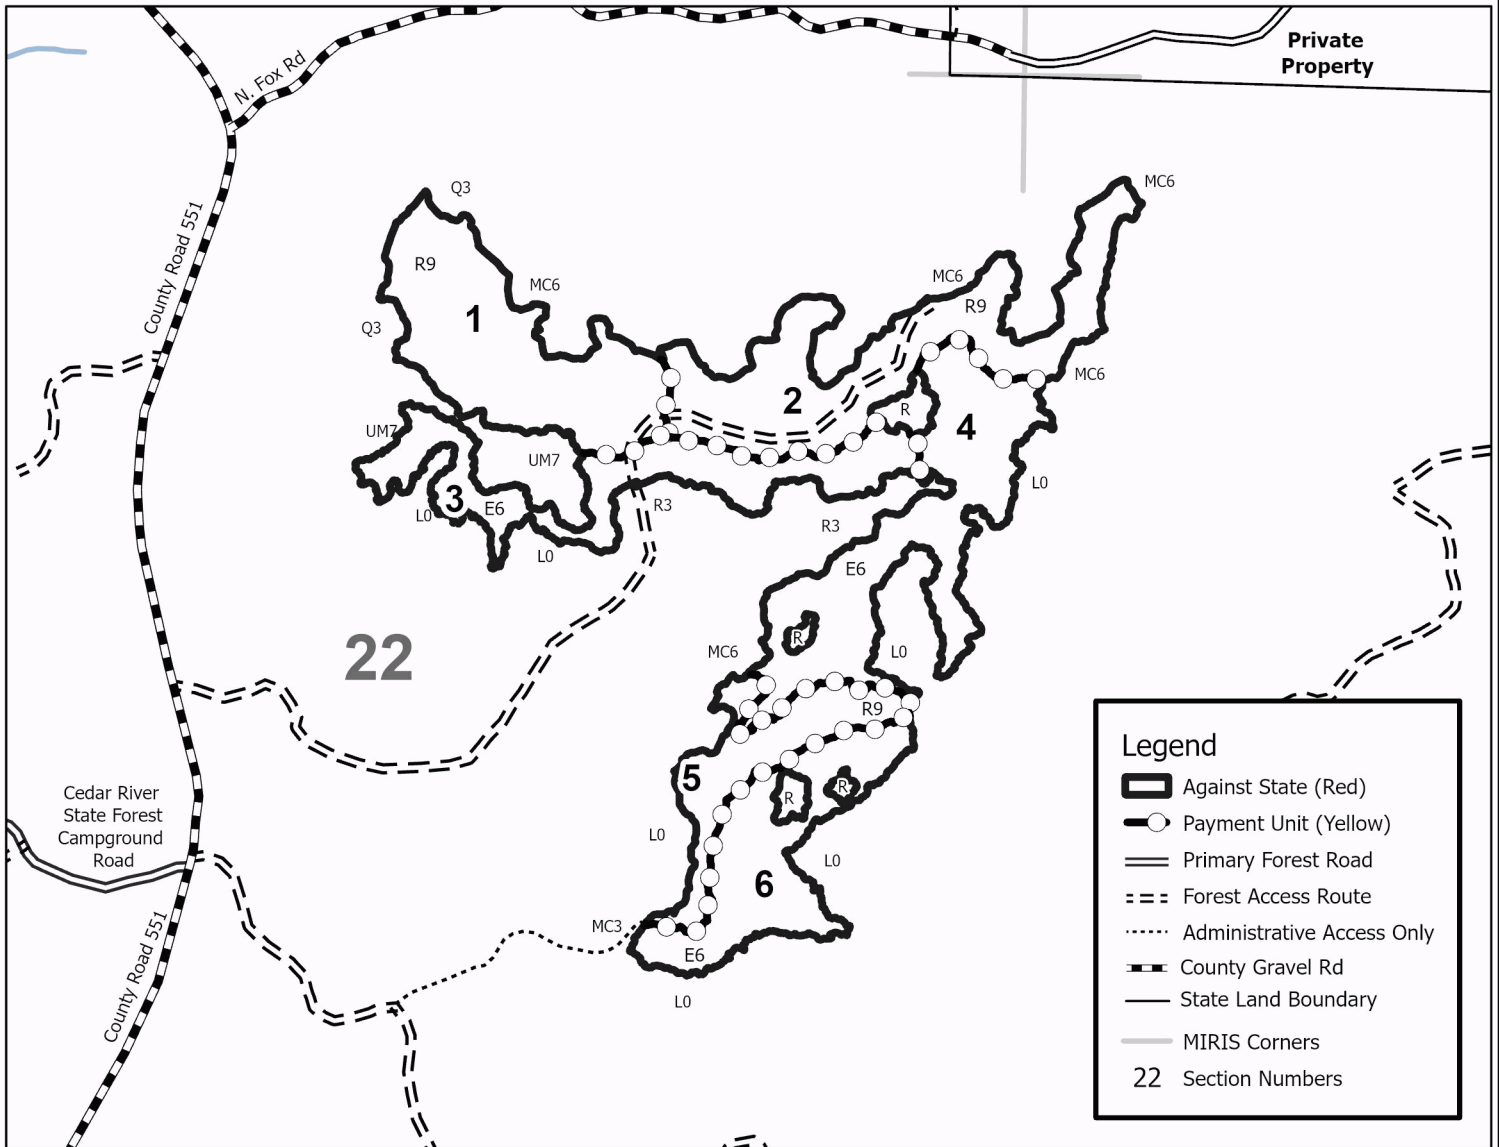 Private
Property
N. Fox Rd
MC6
Q3
County Road 551
R9
MC6
MC6
R9
1
Q3
MC6
2
R
4
UM7
UM7
L0
3
E6
R3
L0
R3
L0
E6
R
22
MC6
L0
R9
5
R
R
Cedar River
State Forest
Campground
Road
L0
L0
6
MC3
E6
County Road 551
L0
Legend
Against State (Red)
Payment Unit (Yellow)
Primary Forest Road
Forest Access Route
Administrative Access Only
County Gravel Rd
State Land Boundary
MIRIS Corners
22 Section Numbers